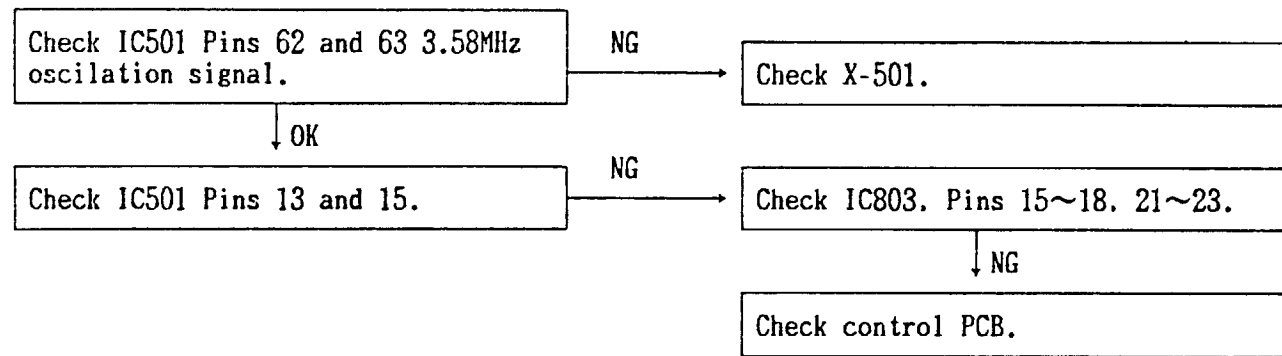 Check IC501 Pins 62 and 63 3.58MHz
oscilation signal.
NG
Check X-501.
OK
Check IC501 Pins 13 and 15.
NG
Check IC803. Pins 15~18. 21~23.
NG
Check control PCB.